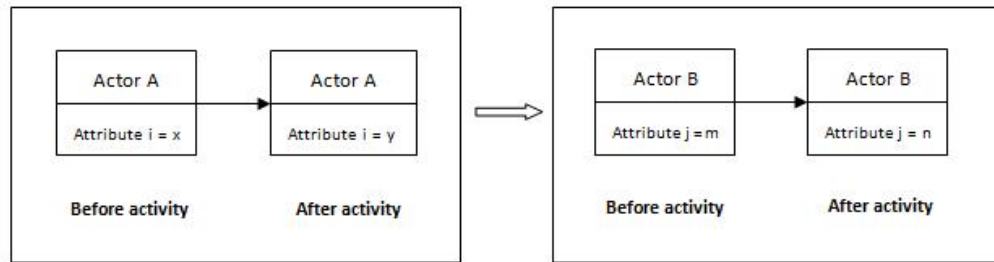 Actor A
Attribute i = x
Before activity
Actor A
Attribute i = y
After activity
Actor B
Attribute j = m
Before activity
Actor B
Attribute j = n
After activity